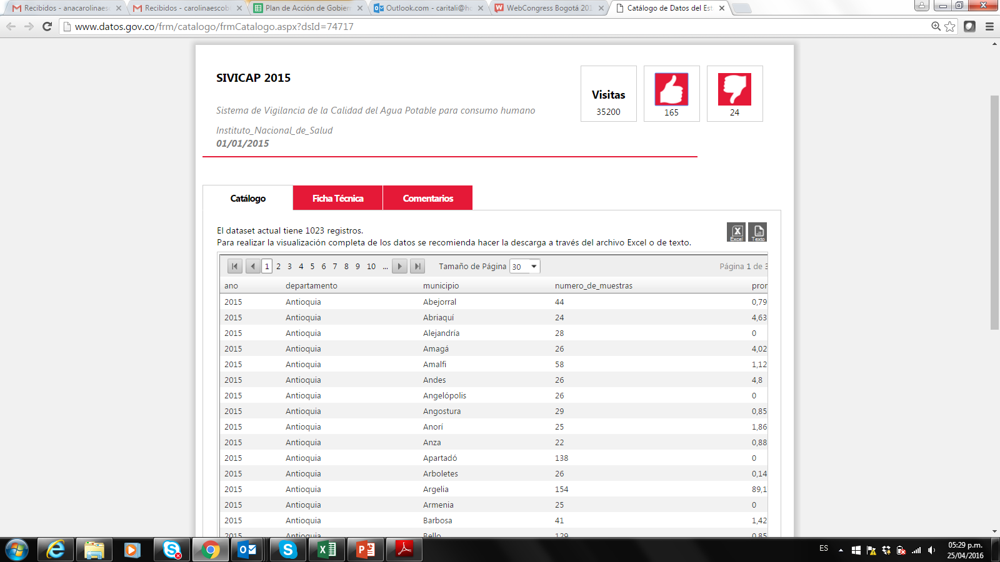 Recibidos - anacarolinaesc
Recibidos - carolinaescob
Plan de Acción de Gobiern
Outlook.com - caritali@ho
WebCongress Bogotá 201
Catálogo de Datos del Est
www.datos.gov.co/frm/catalogo/frmCatalogo.aspx?dsId=74717
SIVICAP 2015
Sistema de Vigilancia de la Calidad del Agua Potable para consumo humano
Instituto_Nacional_de_Salud
01/01/2015
Visitas
35200
165
24
Catálogo
Ficha Técnica
Comentarios
El dataset actual tiene 1023 registros.
Para realizar la visualización completa de los datos se recomienda hacer la descarga a través del archivo Excel o de texto.
Excel
Texto
1 2 3 4 5 6 7 8 9 10 ... Tamaño de Página 30 Página 1 de 3
ano departamento municipio numero_de_muestras pror
2015 Antioquia Abejorral 44 0,79
2015 Antioquia Abriaquí 24 4,63
2015 Antioquia Alejandría 28 0
2015 Antioquia Amagá 26 4,02
2015 Antioquia Amalfi 58 1,12
2015 Antioquia Andes 26 4,8
2015 Antioquia Angelópolis 26 0
2015 Antioquia Angostura 29 0,85
2015 Antioquia Anorí 25 1,86
2015 Antioquia Anza 22 0,88
2015 Antioquia Apartadó 138 0
2015 Antioquia Arboletes 26 0,14
2015 Antioquia Argelia 154 89,1
2015 Antioquia Armenia 25 0
2015 Antioquia Barbosa 41 1,42
2015 Antioquia Bello 129 0,85
ES
05:29 p.m.
25/04/2016